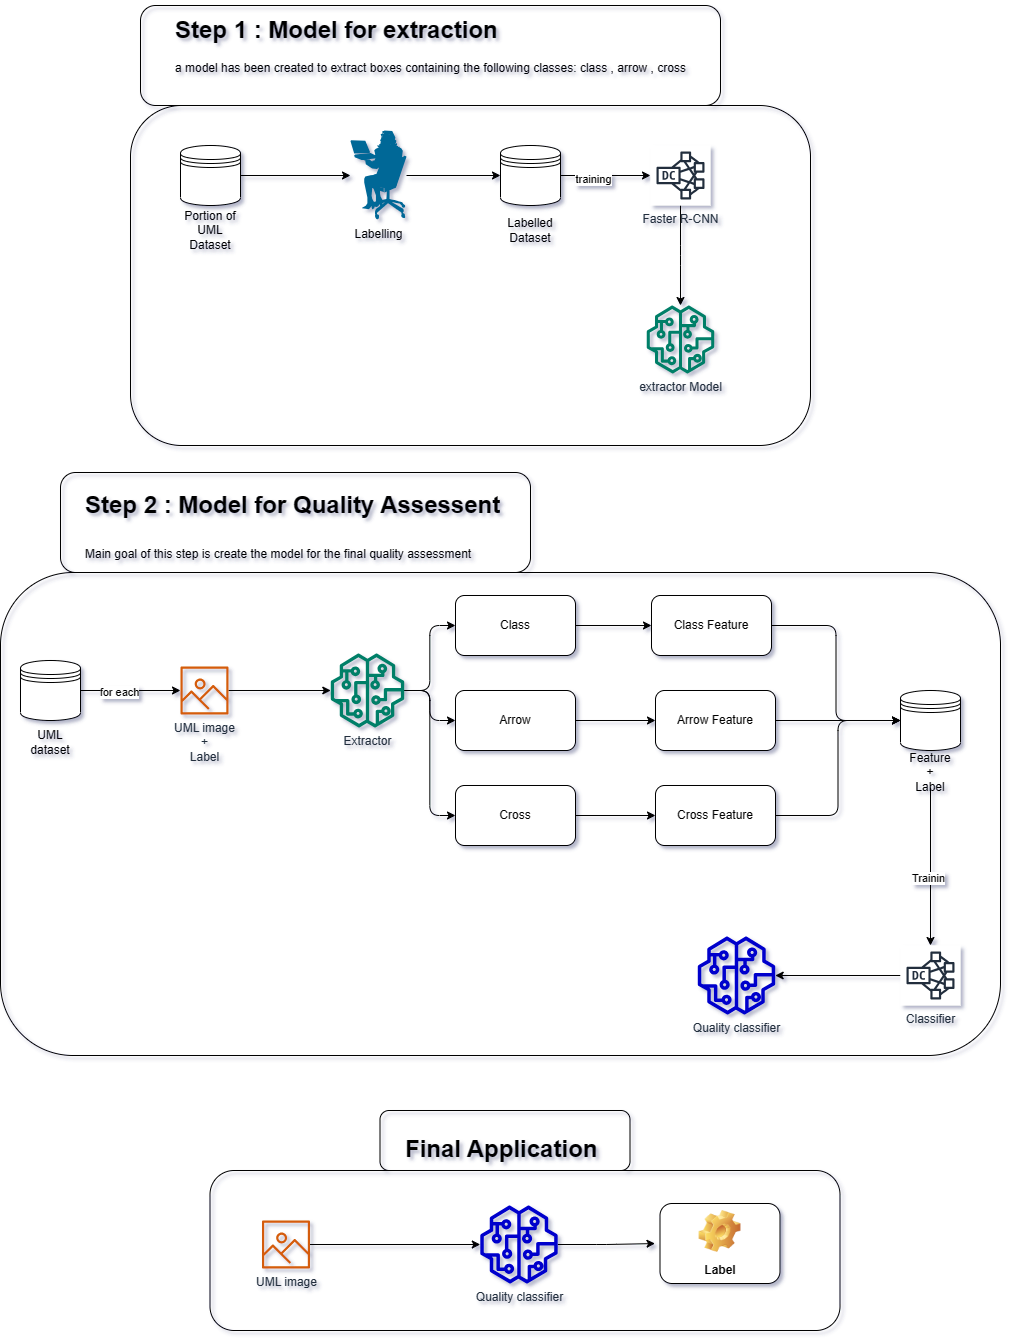 Step 1 : Model for extraction
a model has been created to extract boxes containing the following classes: class , arrow , cross
Portion of
UML
Dataset
Labelling
Labelled
Dataset
training
DC
Faster R-CNN
extractor Model
Step 2 : Model for Quality Assessent
Main goal of this step is create the model for the final quality assessment
UML
dataset
for each
UML image
+
Label
Extractor
Class
Class Feature
Arrow
Arrow Feature
Cross
Cross Feature
Feature
+
Label
Trainin
DC
Classifier
Quality classifier
Final Application
UML image
Quality classifier
Label